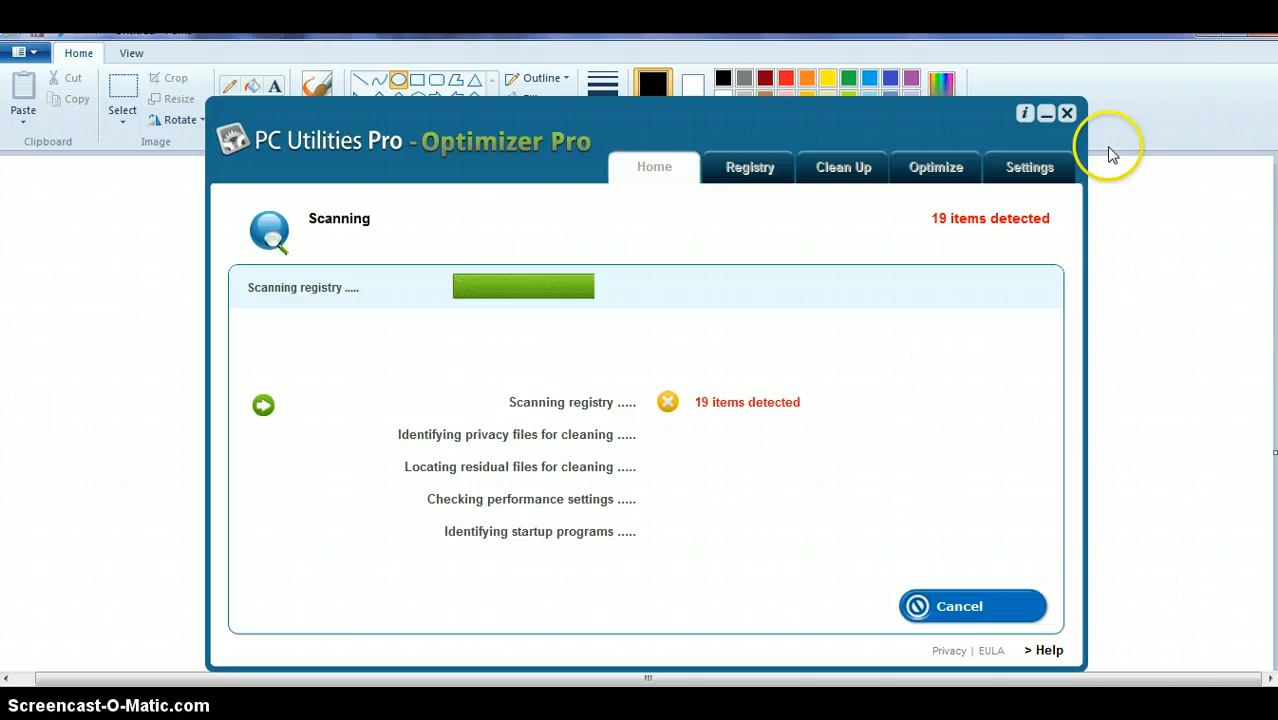 Home View
Cut
Copy
Paste
Clipboard
Select
Crop
Resize
Rotate
Image
A
Outline
PC Utilities Pro - Optimizer Pro
i
Home Registry Clean Up Optimize Settings
Scanning
19 items detected
Scanning registry .....
Scanning registry ..... 19 items detected
Identifying privacy files for cleaning .....
Locating residual files for cleaning .....
Checking performance settings .....
Identifying startup programs .....
Cancel
Privacy | EULA > Help
Screencast-O-Matic.com